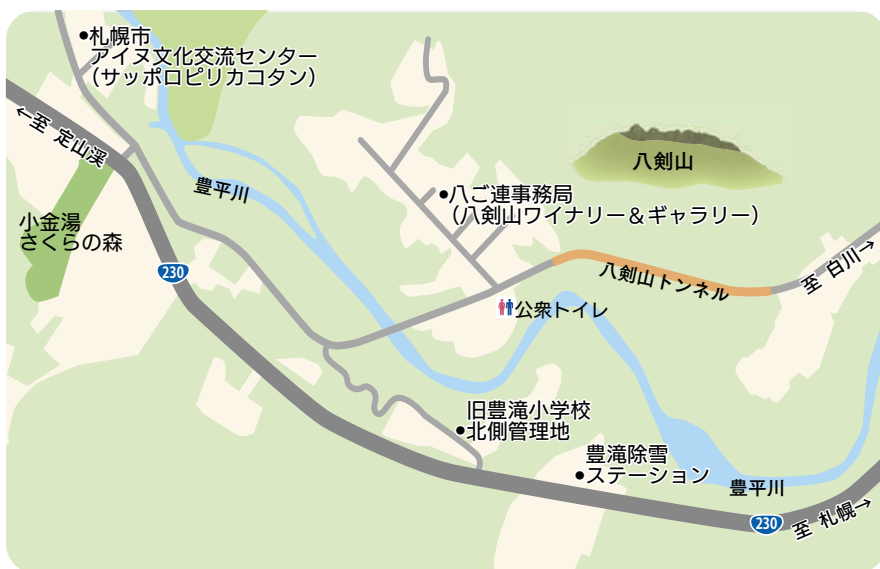 札幌市
アイヌ文化交流センター
（サッポロピリカコタン）
←至 定山渓
豊平川
八剣山
八ご連事務局
（八剣山ワイナリー＆ギャラリー）
小金湯
さくらの森
230
八剣山トンネル
至 白川→
公衆トイレ
旧豊滝小学校
北側管理地
豊滝除雪
ステーション
豊平川
230
至 札幌→